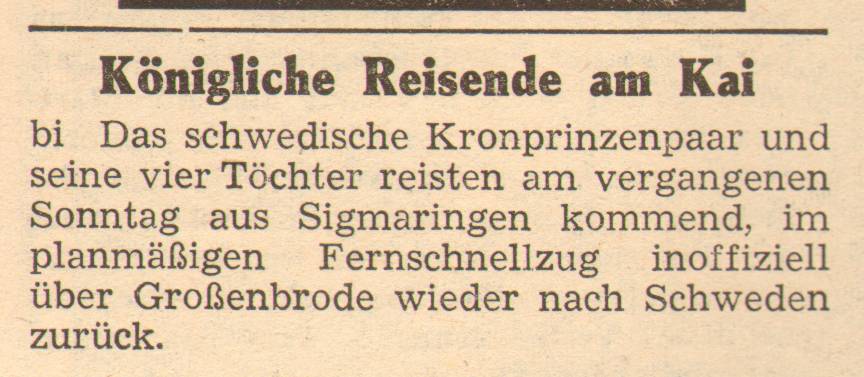 Königliche Reisende am Kai
bi Das schwedische Kronprinzenpaar und
seine vier Töchter reisten am vergangenen
Sonntag aus Sigmaringen kommend, im
planmäßigen Fernschnellzug inoffiziell
über Großenbrode wieder nach Schweden
zurück.